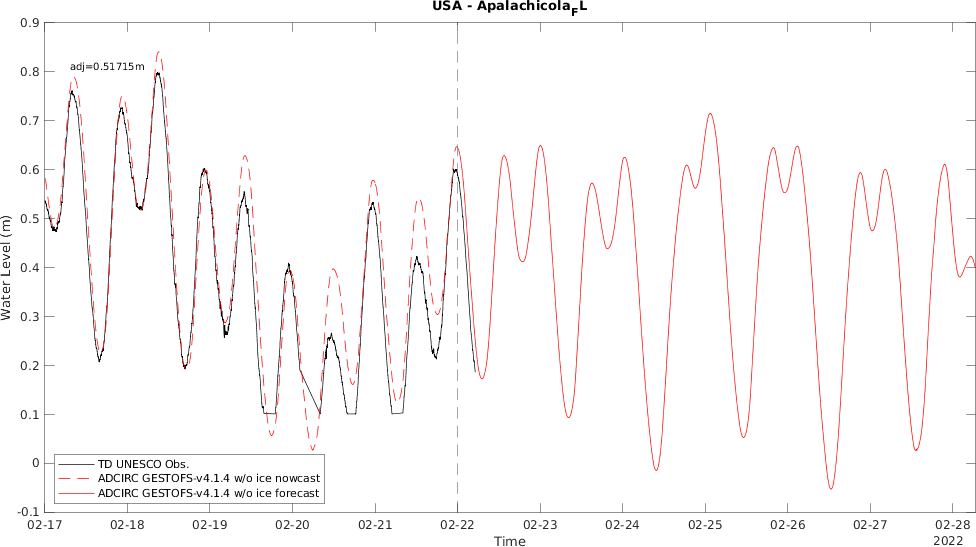 USA - Apalachicola_FL
adj=0.51715m
Water Level (m)
0.9
0.8
0.7
0.6
0.5
0.4
0.3
0.2
0.1
0
-0.1
TD UNESCO Obs.
ADCIRC GESTOFS-v4.1.4 w/o ice nowcast
ADCIRC GESTOFS-v4.1.4 w/o ice forecast
02-17 02-18 02-19 02-20 02-21 02-22 02-23 02-24 02-25 02-26 02-27 02-28
Time 2022